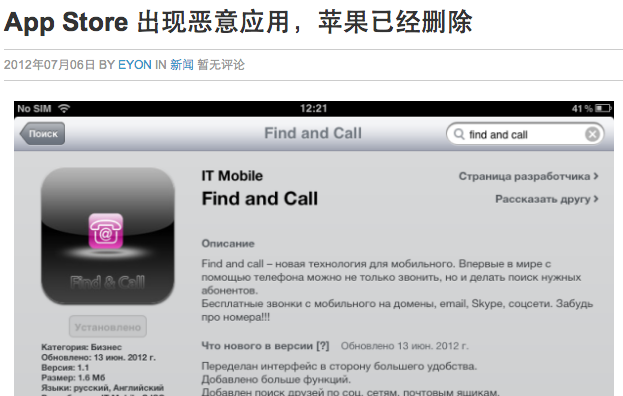 App Store 出现恶意应用，苹果已经删除
2012年07月06日 BY EYON IN 新闻 暂无评论
No SIM 12:21 41 %
Поиск Find and Call find and call
IT Mobile Страница разработчика >
Find and Call Рассказать другу >
Find & Call
Описание
Find and call – новая технология для мобильного. Впервые в мире с
помощью телефона можно не только звонить, но и делать поиск нужных
абонентов.
Бесплатные звонки с мобильного на домены, email, Skype, соцсети. Забудь
про номера!!!
Установлено
Что нового в версии [?] Обновлено 13 июн. 2012 г.
Категория: Бизнес
Обновлено: 13 июн. 2012 г.
Версия: 1.1
Размер: 1.6 Мб
Языки: русский, Английский
Переделан интерфейс в сторону большего удобства.
Добавлено больше функций.
Добавлен поиск друзей по соц. сетям, почтовым ящикам.